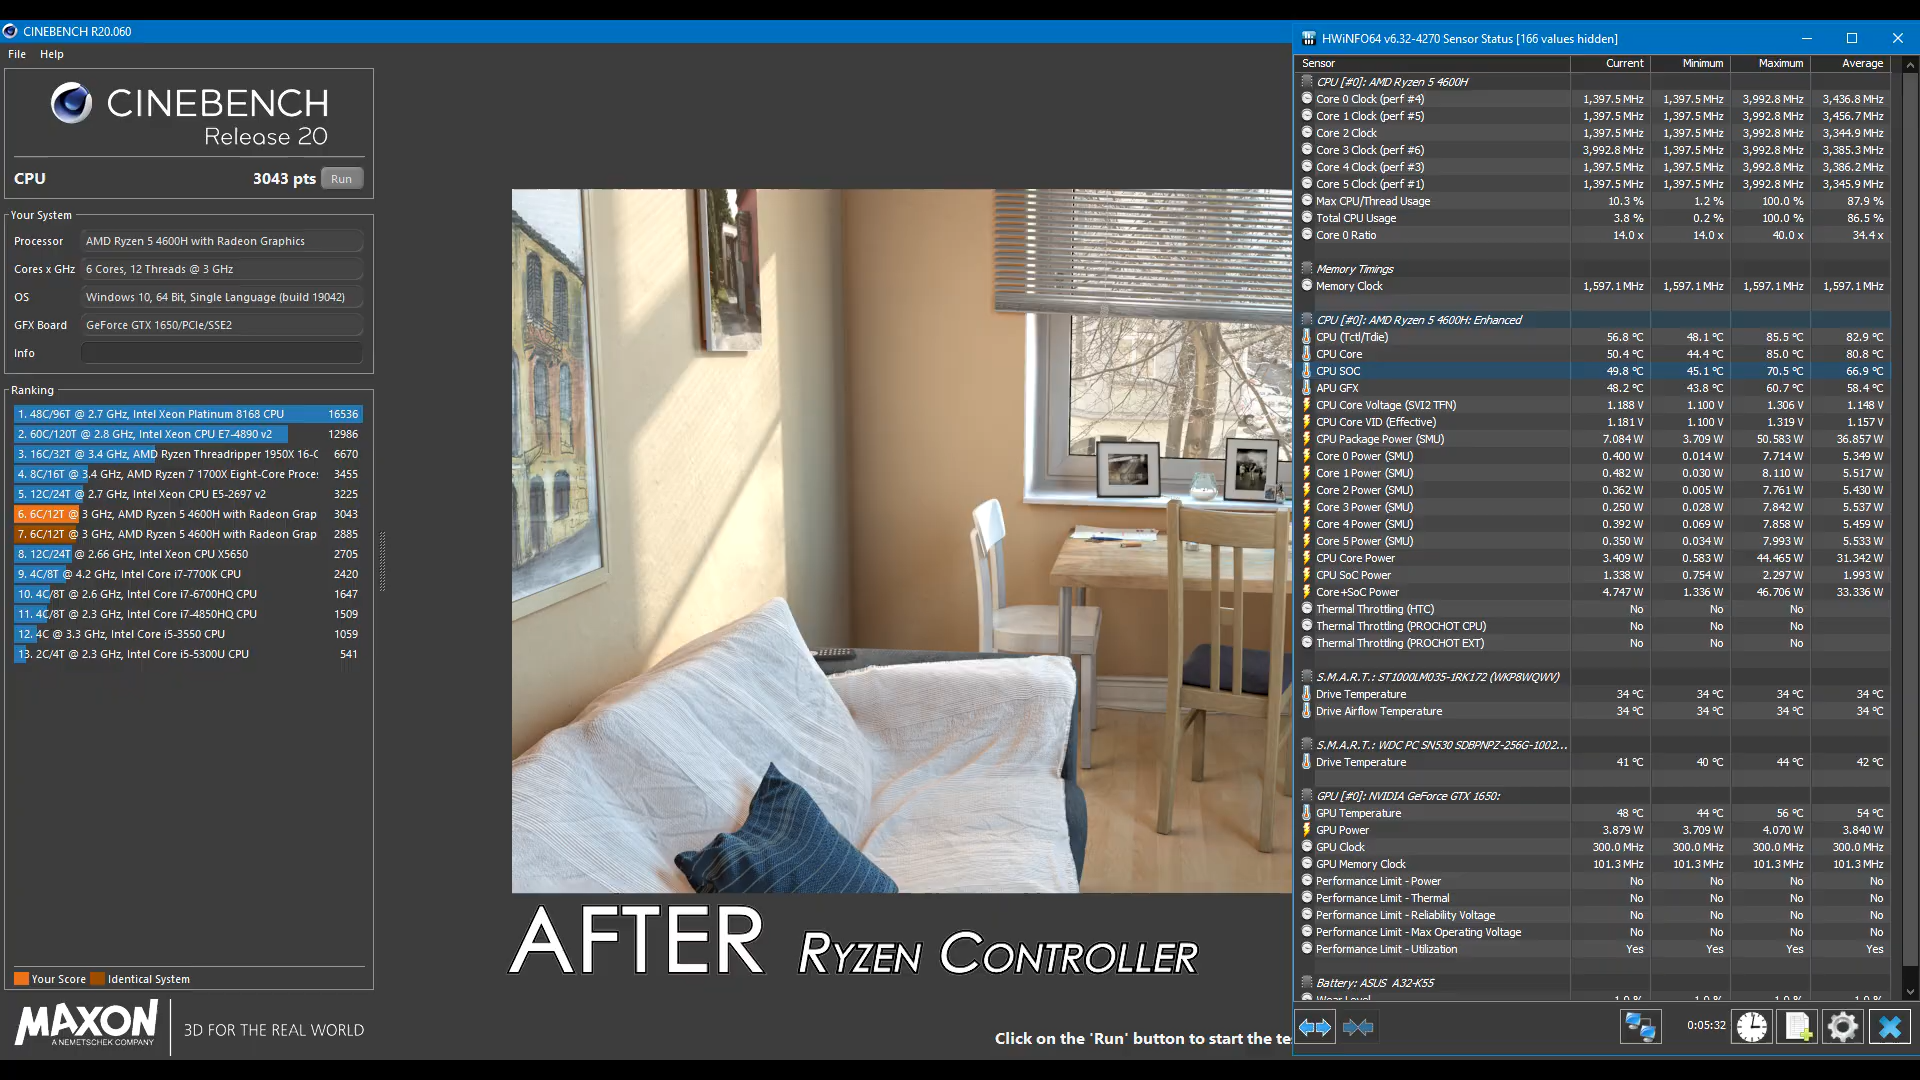 CINEBENCH R20.060
File Help
CINEBENCH
Release 20
CPU 3043 pts Run
Your System
Processor AMD Ryzen 5 4600H with Radeon Graphics
Cores x GHz 6 Cores, 12 Threads @ 3 GHz
OS Windows 10, 64 Bit, Single Language (build 19042)
GFX Board GeForce GTX 1650/PCIe/SSE2
Info
Ranking
1. 48C/96T @ 2.7 GHz, Intel Xeon Platinum 8168 CPU 16536
2. 60C/120T @ 2.8 GHz, Intel Xeon CPU E7-4890 v2 12986
3. 16C/32T @ 3.4 GHz, AMD Ryzen Threadripper 1950X 16-C 6670
4. 8C/16T @ 3.4 GHz, AMD Ryzen 7 1700X Eight-Core Proce: 3455
5. 12C/24T @ 2.7 GHz, Intel Xeon CPU E5-2697 v2 3225
6. 6C/12T @ 3 GHz, AMD Ryzen 5 4600H with Radeon Grap 3043
7. 6C/12T @ 3 GHz, AMD Ryzen 5 4600H with Radeon Grap 2885
8. 12C/24T @ 2.66 GHz, Intel Xeon CPU X5650 2705
9. 4C/8T @ 4.2 GHz, Intel Core i7-7700K CPU 2420
10. 4C/8T @ 2.6 GHz, Intel Core i7-6700HQ CPU 1647
11. 4C/8T @ 2.3 GHz, Intel Core i7-4850HQ CPU 1509
12. 4C @ 3.3 GHz, Intel Core i5-3550 CPU 1059
13. 2C/4T @ 2.3 GHz, Intel Core i5-5300U CPU 541
Your Score Identical System
MAXON
A NEMETSCHEK COMPANY
3D FOR THE REAL WORLD
AFTER RYZEN CONTROLLER
Click on the 'Run' button to start the te
HWiNFO64 v6.32-4270 Sensor Status [166 values hidden]
Sensor Current Minimum Maximum Average
CPU [#0]: AMD Ryzen 5 4600H
Core 0 Clock (perf #4) 1,397.5 MHz 1,397.5 MHz 3,992.8 MHz 3,436.8 MHz
Core 1 Clock (perf #5) 1,397.5 MHz 1,397.5 MHz 3,992.8 MHz 3,456.7 MHz
Core 2 Clock 1,397.5 MHz 1,397.5 MHz 3,992.8 MHz 3,344.9 MHz
Core 3 Clock (perf #6) 3,992.8 MHz 1,397.5 MHz 3,992.8 MHz 3,385.3 MHz
Core 4 Clock (perf #3) 1,397.5 MHz 1,397.5 MHz 3,992.8 MHz 3,386.2 MHz
Core 5 Clock (perf #1) 1,397.5 MHz 1,397.5 MHz 3,992.8 MHz 3,345.9 MHz
Max CPU/Thread Usage 10.3 % 1.2 % 100.0 % 87.9 %
Total CPU Usage 3.8 % 0.2 % 100.0 % 86.5 %
Core 0 Ratio 14.0 x 14.0 x 40.0 x 34.4 x
Memory Timings
Memory Clock 1,597.1 MHz 1,597.1 MHz 1,597.1 MHz 1,597.1 MHz
CPU [#0]: AMD Ryzen 5 4600H: Enhanced
CPU (Tctl/Tdie) 56.8 °C 48.1 °C 85.5 °C 82.9 °C
CPU Core 50.4 °C 44.4 °C 85.0 °C 80.8 °C
CPU SOC 49.8 °C 45.1 °C 70.5 °C 66.9 °C
APU GFX 48.2 °C 43.8 °C 60.7 °C 58.4 °C
CPU Core Voltage (SVI2 TFN) 1.188 V 1.100 V 1.306 V 1.148 V
CPU Core VID (Effective) 1.181 V 1.100 V 1.319 V 1.157 V
CPU Package Power (SMU) 7.084 W 3.709 W 50.583 W 36.857 W
Core 0 Power (SMU) 0.400 W 0.014 W 7.714 W 5.349 W
Core 1 Power (SMU) 0.482 W 0.030 W 8.110 W 5.517 W
Core 2 Power (SMU) 0.362 W 0.005 W 7.761 W 5.430 W
Core 3 Power (SMU) 0.250 W 0.028 W 7.842 W 5.537 W
Core 4 Power (SMU) 0.392 W 0.069 W 7.858 W 5.459 W
Core 5 Power (SMU) 0.350 W 0.034 W 7.993 W 5.533 W
CPU Core Power 3.409 W 0.583 W 44.465 W 31.342 W
CPU SoC Power 1.338 W 0.754 W 2.297 W 1.993 W
Core+SoC Power 4.747 W 1.336 W 46.706 W 33.336 W
Thermal Throttling (HTC) No No No
Thermal Throttling (PROCHOT CPU) No No No
Thermal Throttling (PROCHOT EXT) No No No
S.M.A.R.T.: ST1000LM035-1RK172 (WKP8WQWV)
Drive Temperature 34 °C 34 °C 34 °C 34 °C
Drive Airflow Temperature 34 °C 34 °C 34 °C 34 °C
S.M.A.R.T.: WDC PC SN530 SDBPNPZ-256G-1002...
Drive Temperature 41 °C 40 °C 44 °C 42 °C
GPU [#0]: NVIDIA GeForce GTX 1650:
GPU Temperature 48 °C 44 °C 56 °C 54 °C
GPU Power 3.879 W 3.709 W 4.070 W 3.840 W
GPU Clock 300.0 MHz 300.0 MHz 300.0 MHz 300.0 MHz
GPU Memory Clock 101.3 MHz 101.3 MHz 101.3 MHz 101.3 MHz
Performance Limit - Power No No No No
Performance Limit - Thermal No No No No
Performance Limit - Reliability Voltage No No No No
Performance Limit - Max Operating Voltage No No No No
Performance Limit - Utilization Yes Yes Yes Yes
Battery: ASUS A32-K55
Wear Level 1.0 % 1.0 % 1.0 % 1.0 %
0:05:32